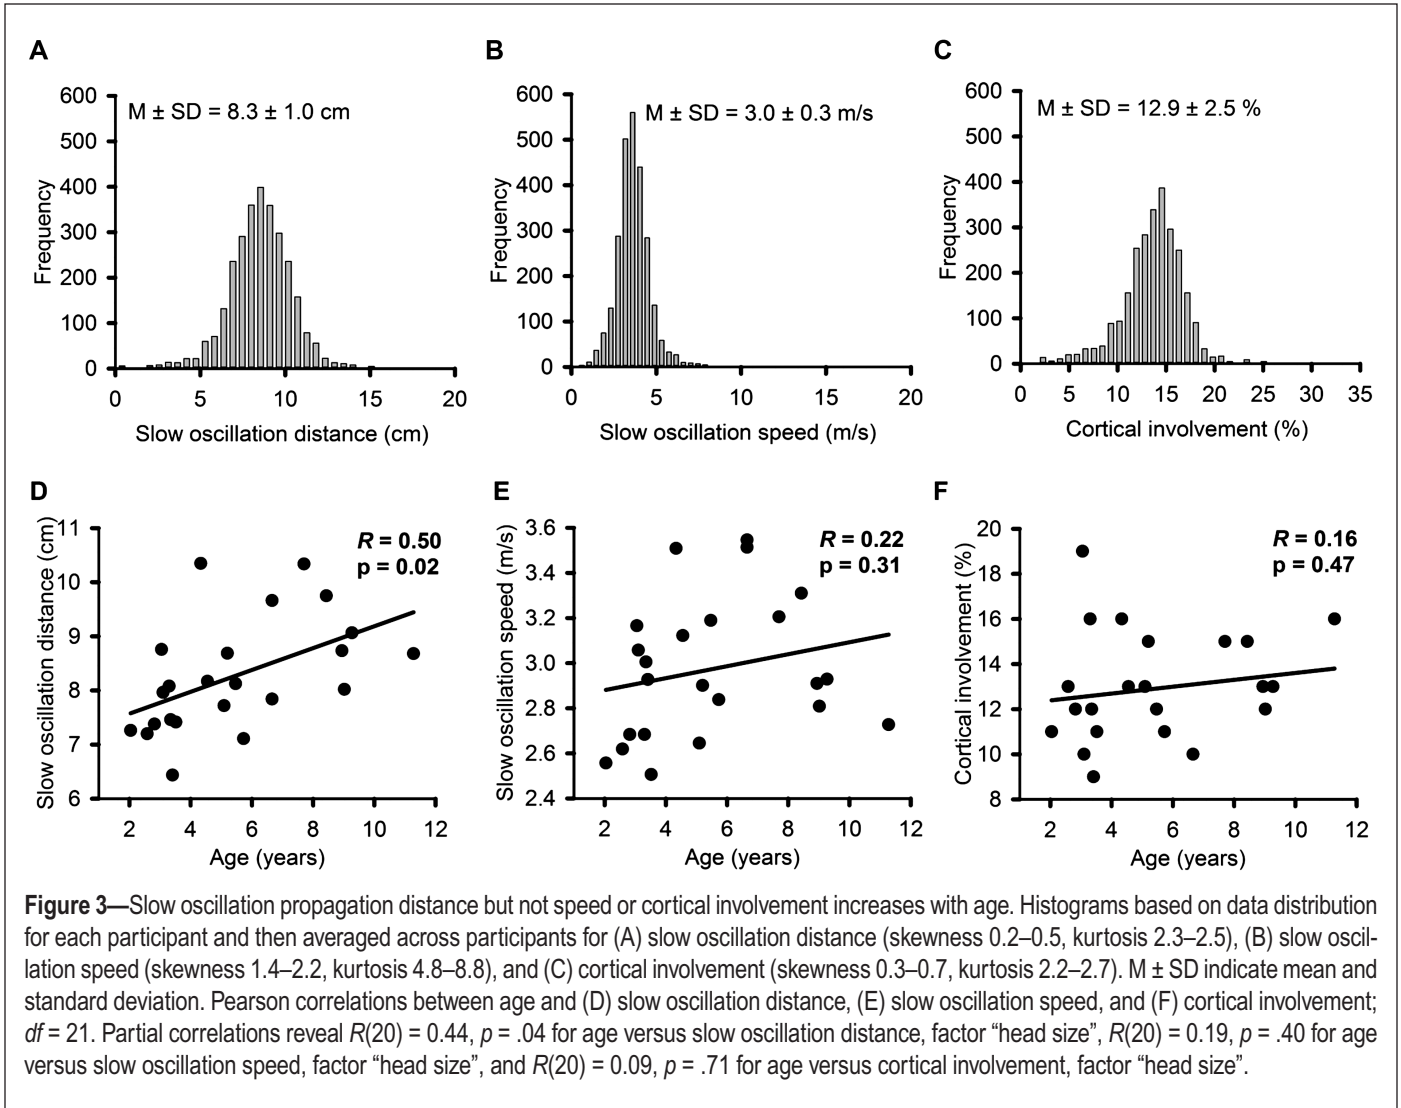 A
B
C
M ± SD = 8.3 ± 1.0 cm
M ± SD = 3.0 ± 0.3 m/s
M ± SD = 12.9 ± 2.5 %
Frequency
600
500
400
300
200
100
0
0 5 10 15 20
Slow oscillation distance (cm)
Frequency
600
500
400
300
200
100
0
0 5 10 15 20
Slow oscillation speed (m/s)
Frequency
600
500
400
300
200
100
0
0 5 10 15 20 25 30 35
Cortical involvement (%)
D
E
F
Slow oscillation distance (cm)
11
10
9
8
7
6
R = 0.50
p = 0.02
2 4 6 8 10 12
Age (years)
Slow oscillation speed (m/s)
3.6
3.4
3.2
3.0
2.8
2.6
2.4
R = 0.22
p = 0.31
2 4 6 8 10 12
Age (years)
Cortical involvement (%)
20
18
16
14
12
10
8
R = 0.16
p = 0.47
2 4 6 8 10 12
Age (years)
Figure 3—Slow oscillation propagation distance but not speed or cortical involvement increases with age. Histograms based on data distribution
for each participant and then averaged across participants for (A) slow oscillation distance (skewness 0.2–0.5, kurtosis 2.3–2.5), (B) slow oscil-
lation speed (skewness 1.4–2.2, kurtosis 4.8–8.8), and (C) cortical involvement (skewness 0.3–0.7, kurtosis 2.2–2.7). M ± SD indicate mean and
standard deviation. Pearson correlations between age and (D) slow oscillation distance, (E) slow oscillation speed, and (F) cortical involvement;
df = 21. Partial correlations reveal R(20) = 0.44, p = .04 for age versus slow oscillation distance, factor “head size”, R(20) = 0.19, p = .40 for age
versus slow oscillation speed, factor “head size”, and R(20) = 0.09, p = .71 for age versus cortical involvement, factor “head size”.